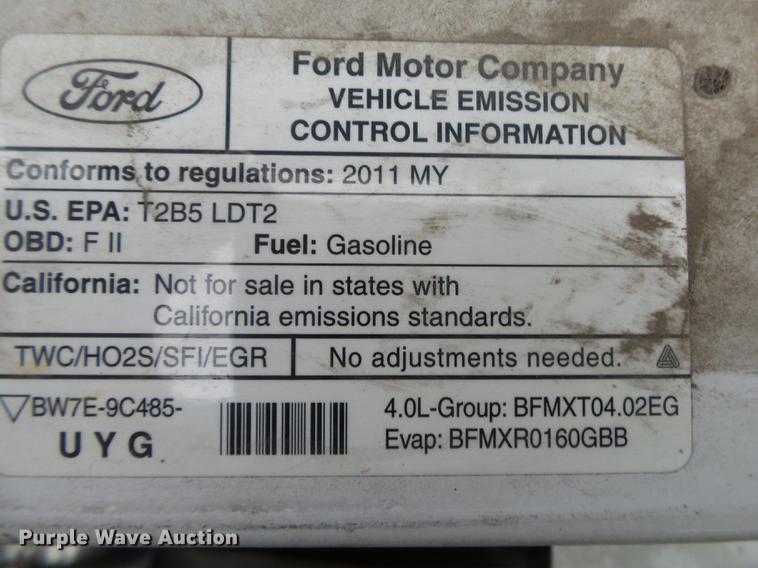 Ford
Ford Motor Company
VEHICLE EMISSION
CONTROL INFORMATION
Conforms to regulations: 2011 MY
U.S. EPA: T2B5 LDT2
OBD: F II Fuel: Gasoline
California: Not for sale in states with
California emissions standards.
TWC/HO2S/SFI/EGR No adjustments needed.
BW7E-9C485-
UYG
4.0L-Group: BFMXT04.02EG
Evap: BFMXR0160GBB
Purple Wave Auction